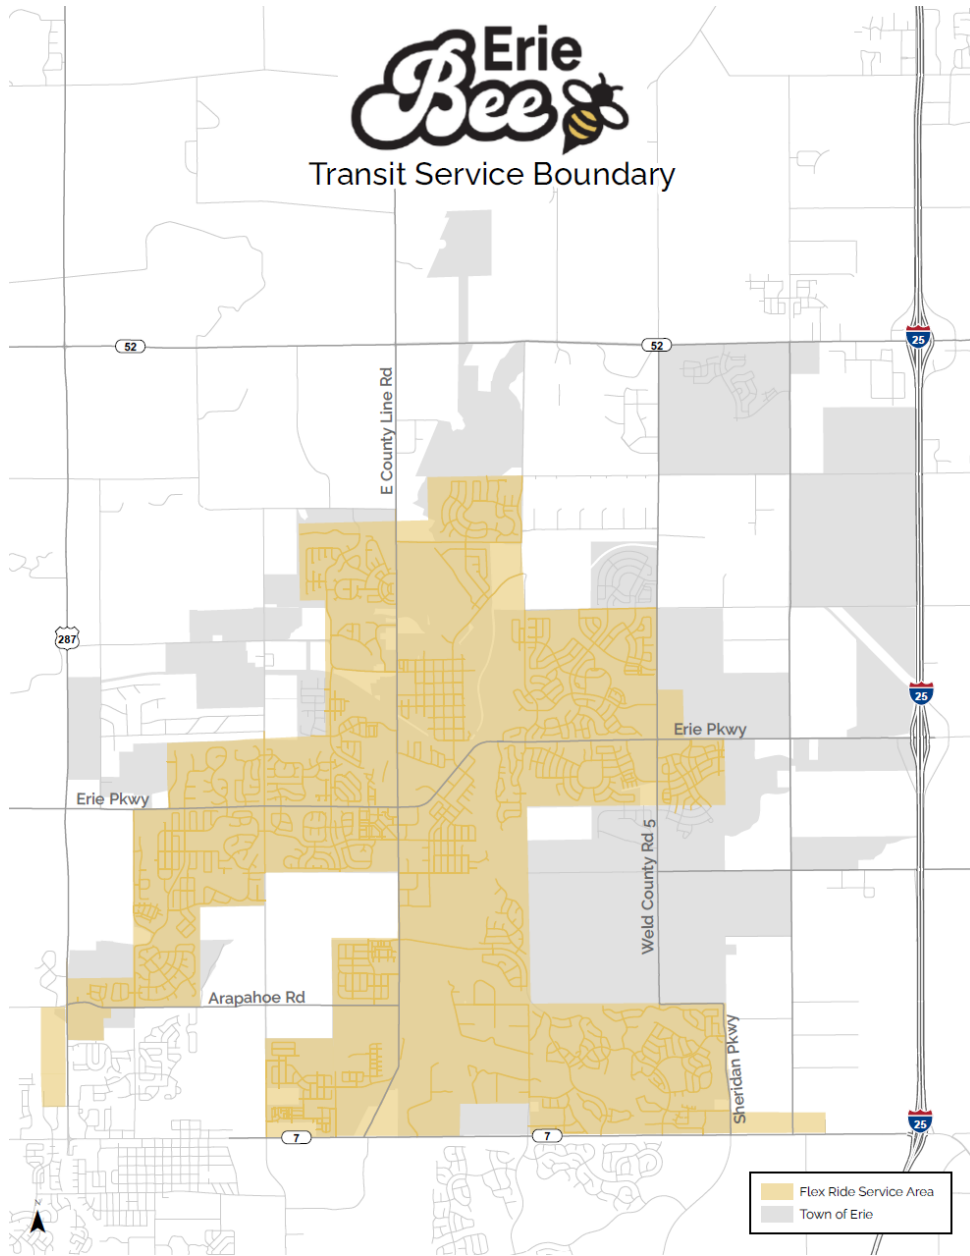 Erie
Bee
Transit Service Boundary
52
52
25
E County Line Rd
287
25
Erie Pkwy
Erie Pkwy
Weld County Rd 5
Arapahoe Rd
Sheridan Pkwy
7
7
25
Flex Ride Service Area
Town of Erie
N